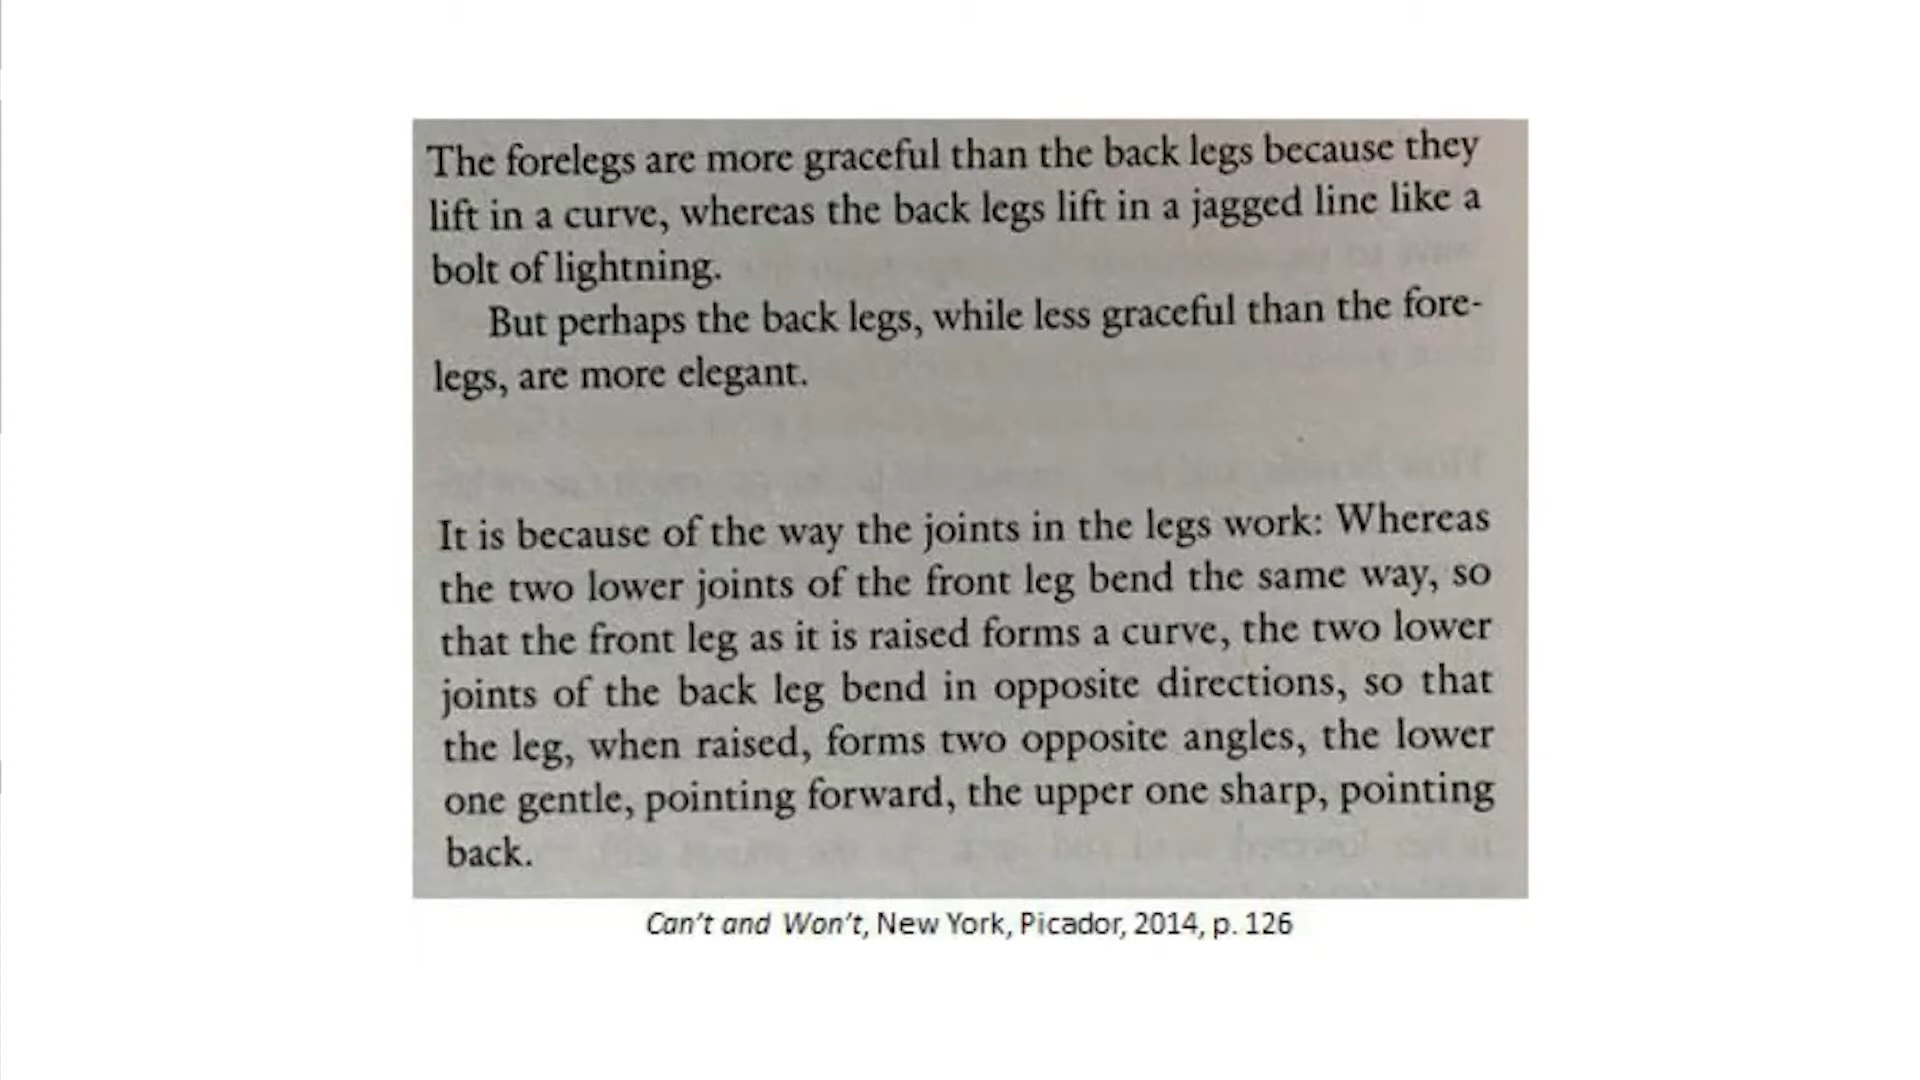 The forelegs are more graceful than the back legs because they
lift in a curve, whereas the back legs lift in a jagged line like a
bolt of lightning.
But perhaps the back legs, while less graceful than the fore-
legs, are more elegant.
It is because of the way the joints in the legs work: Whereas
the two lower joints of the front leg bend the same way, so
that the front leg as it is raised forms a curve, the two lower
joints of the back leg bend in opposite directions, so that
the leg, when raised, forms two opposite angles, the lower
one gentle, pointing forward, the upper one sharp, pointing
back.
Can't and Won't, New York, Picador, 2014, p. 126